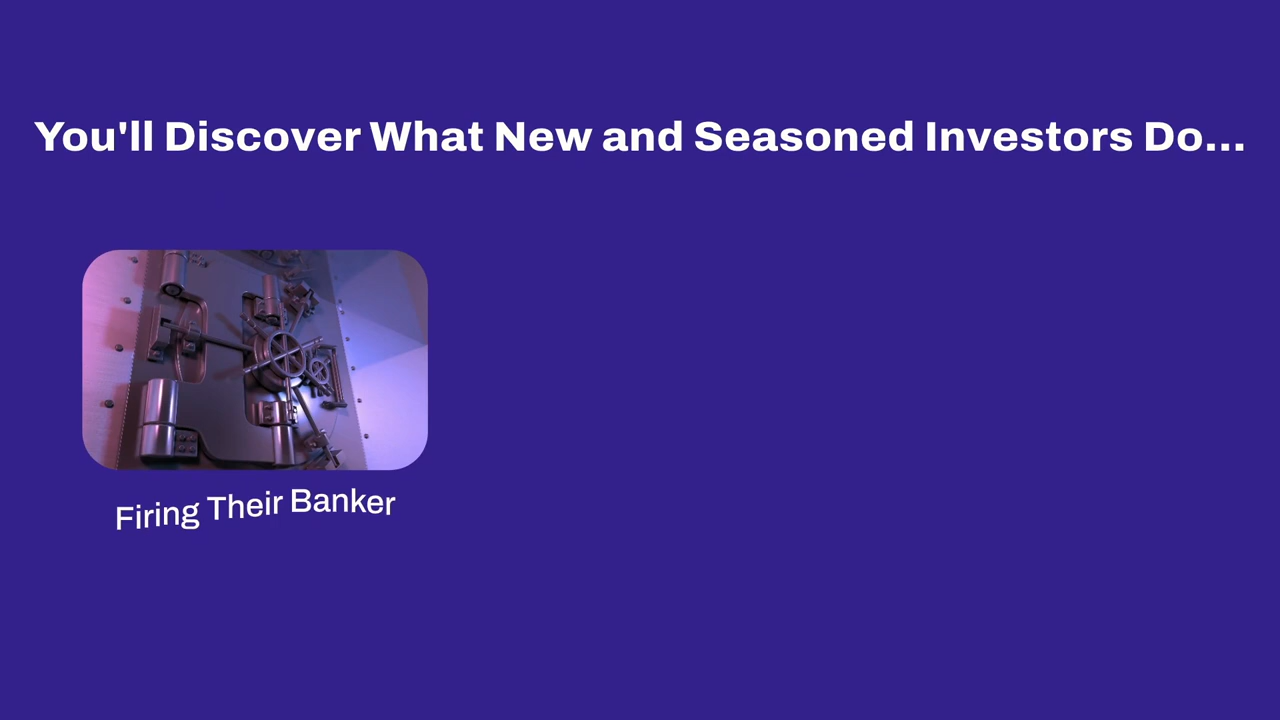 You'll Discover What New and Seasoned Investors Do...
Firing Their Banker